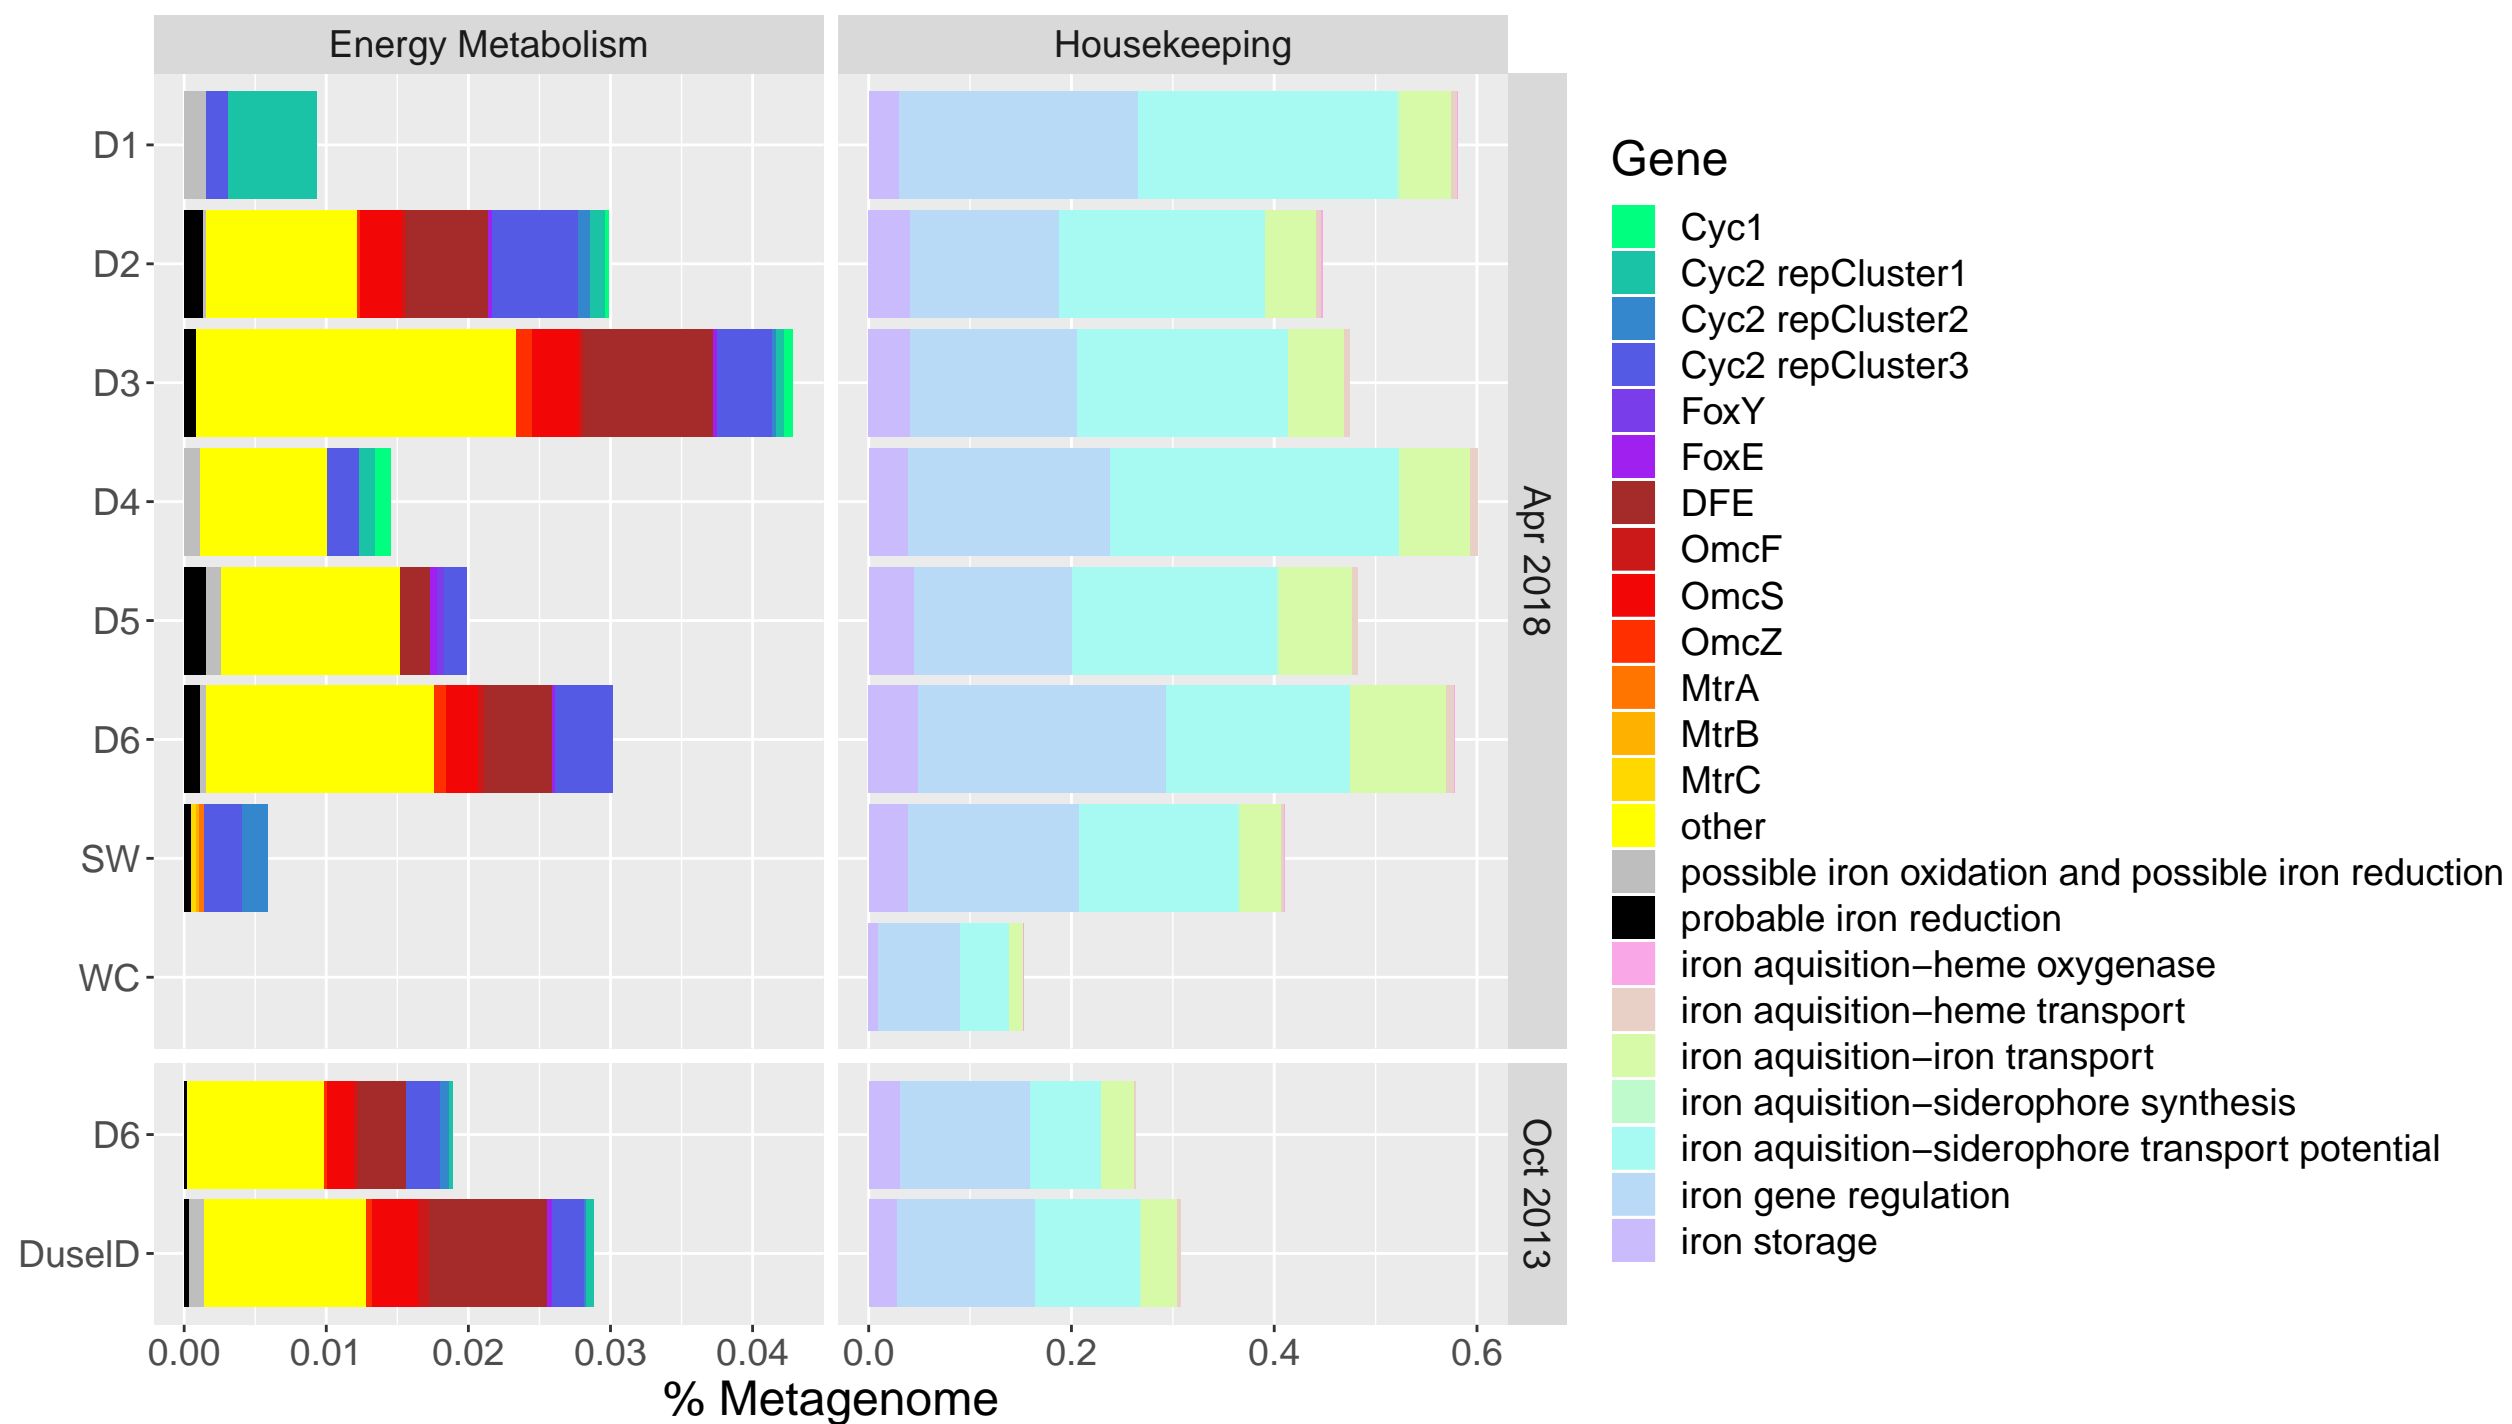 Energy Metabolism
Housekeeping
D1
D2
D3
D4
D5
D6
SW
WC
Apr 2018
D6
DuselD
Oct 2013
0.00 0.01 0.02 0.03 0.04
0.0 0.2 0.4 0.6
% Metagenome
Gene
Cyc1
Cyc2 repCluster1
Cyc2 repCluster2
Cyc2 repCluster3
FoxY
FoxE
DFE
OmcF
OmcS
OmcZ
MtrA
MtrB
MtrC
other
possible iron oxidation and possible iron reduction
probable iron reduction
iron aquisition−heme oxygenase
iron aquisition−heme transport
iron aquisition−iron transport
iron aquisition−siderophore synthesis
iron aquisition−siderophore transport potential
iron gene regulation
iron storage